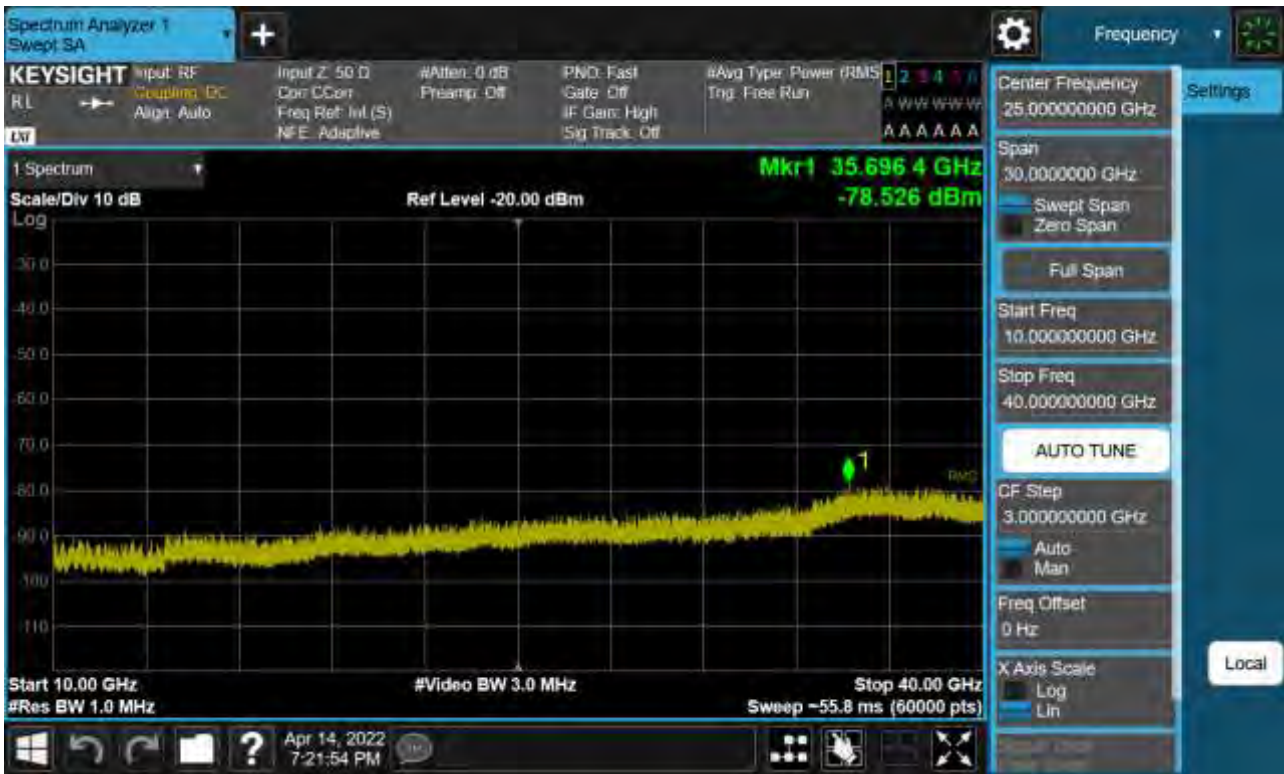 Spectrum Analyzer 1
Swept SA
+
Frequency
KEYSIGHT
RL
LXI
Input: RF
Coupling: DC
Align: Auto
Input Z: 50 Ω
Corr CCorr
Freq Ref: Int (S)
NFE: Adaptive
#Atten: 0 dB
Preamp: Off
PNO: Fast
Gate: Off
IF Gain: High
Sig Track: Off
#Avg Type: Power (RMS
Trig: Free Run
1 2 3 4 5 6
A W W W W W
A A A A A A
1 Spectrum
Scale/Div 10 dB
Log
Ref Level -20.00 dBm
Mkr1 35.696 4 GHz
-78.526 dBm
-30.0
-40.0
-50.0
-60.0
-70.0
-80.0
-90.0
-100
-110
1
RMS
Start 10.00 GHz
#Res BW 1.0 MHz
#Video BW 3.0 MHz
Stop 40.00 GHz
Sweep ~55.8 ms (60000 pts)
Center Frequency
25.000000000 GHz
Span
30.0000000 GHz
Swept Span
Zero Span
Full Span
Start Freq
10.000000000 GHz
Stop Freq
40.000000000 GHz
AUTO TUNE
CF Step
3.000000000 GHz
Auto
Man
Freq Offset
0 Hz
X Axis Scale
Log
Lin
Settings
Local
?
Apr 14, 2022
7:21:54 PM